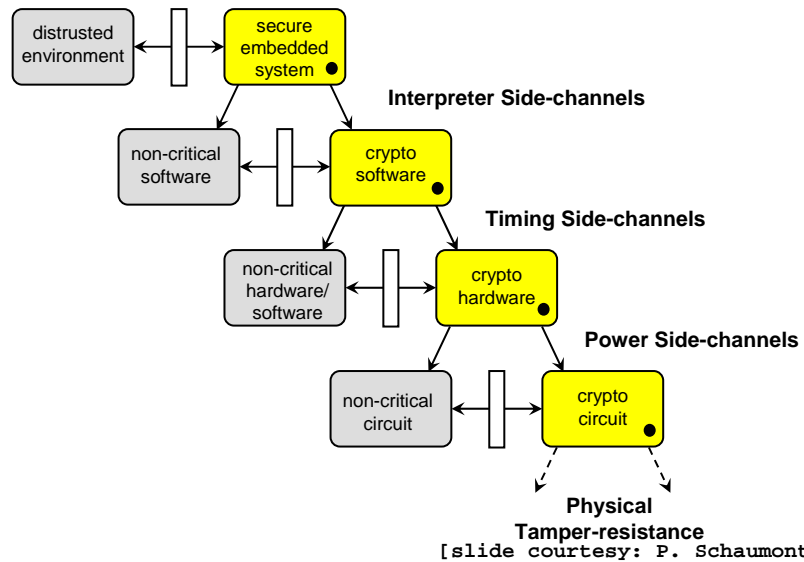 distrusted
environment
secure
embedded
system
Interpreter Side-channels
non-critical
software
crypto
software
Timing Side-channels
non-critical
hardware/
software
crypto
hardware
Power Side-channels
non-critical
circuit
crypto
circuit
Physical
Tamper-resistance
[slide courtesy: P. Schaumont